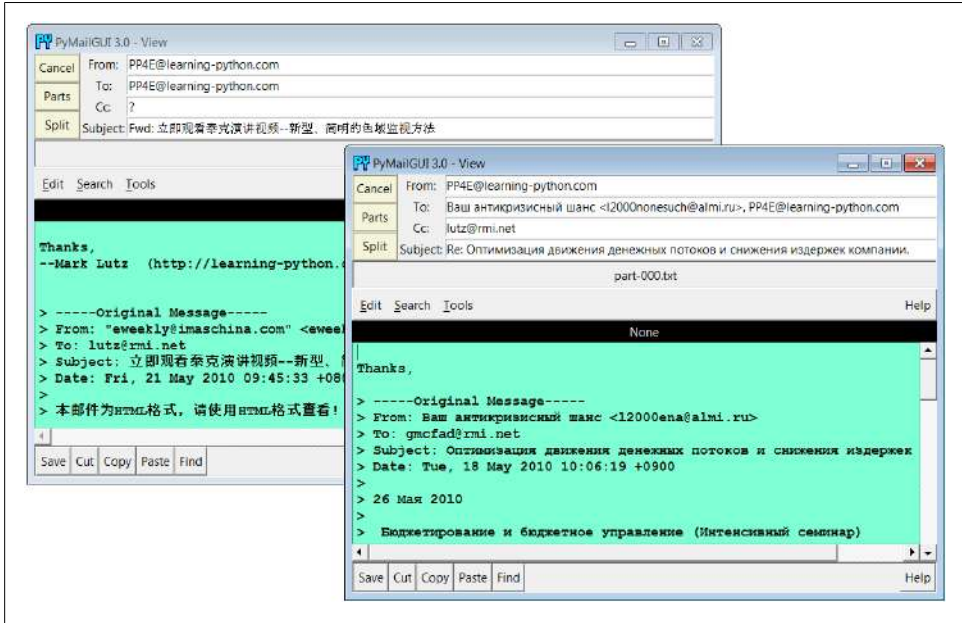 PyMailGUI 3.0 - View
Cancel
From: PP4E@learning-python.com
Parts
To: PP4E@learning-python.com
Cc: ?
Split
Subject: Fwd: 立即观看泰克演讲视频--新型、简明的色域监视方法
Edit Search Tools
Thanks,
--Mark Lutz (http://learning-python.
> -----Original Message-----
> From: "eweekly@imaschina.com" <eweek
> To: lutz@rmi.net
> Subject: 立即观看泰克演讲视频--新型、
> Date: Fri, 21 May 2010 09:45:33 +08
>
> 本邮件为HTML格式，请使用HTML格式查看！
Save Cut Copy Paste Find
PyMailGUI 3.0 - View
Cancel
From: PP4E@learning-python.com
Parts
To: Ваш антикризисный шанс <l2000nonesuch@almi.ru>, PP4E@learning-python.com
Cc: lutz@rmi.net
Split
Subject: Re: Оптимизация движения денежных потоков и снижения издержек компании.
part-000.txt
Edit Search Tools Help
None
Thanks,
> -----Original Message-----
> From: Ваш антикризисный шанс <l2000ena@almi.ru>
> To: gmcfad@rmi.net
> Subject: Оптимизация движения денежных потоков и снижения издержек
> Date: Tue, 18 May 2010 10:06:19 +0900
>
> 26 Мая 2010
>
> Бюджетирование и бюджетное управление (Интенсивный семинар)
Save Cut Copy Paste Find Help